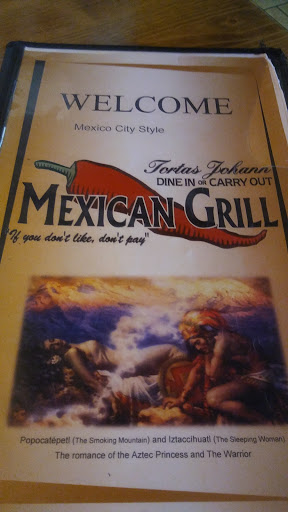 WELCOME
Mexico City Style
Tortas Johann
DINE IN OR CARRY OUT
MEXICAN GRILL
"If you don't like, don't pay"
Popocatépetl (The Smoking Mountain) and Iztaccíhuatl (The Sleeping Woman)
The romance of the Aztec Princess and The Warrior